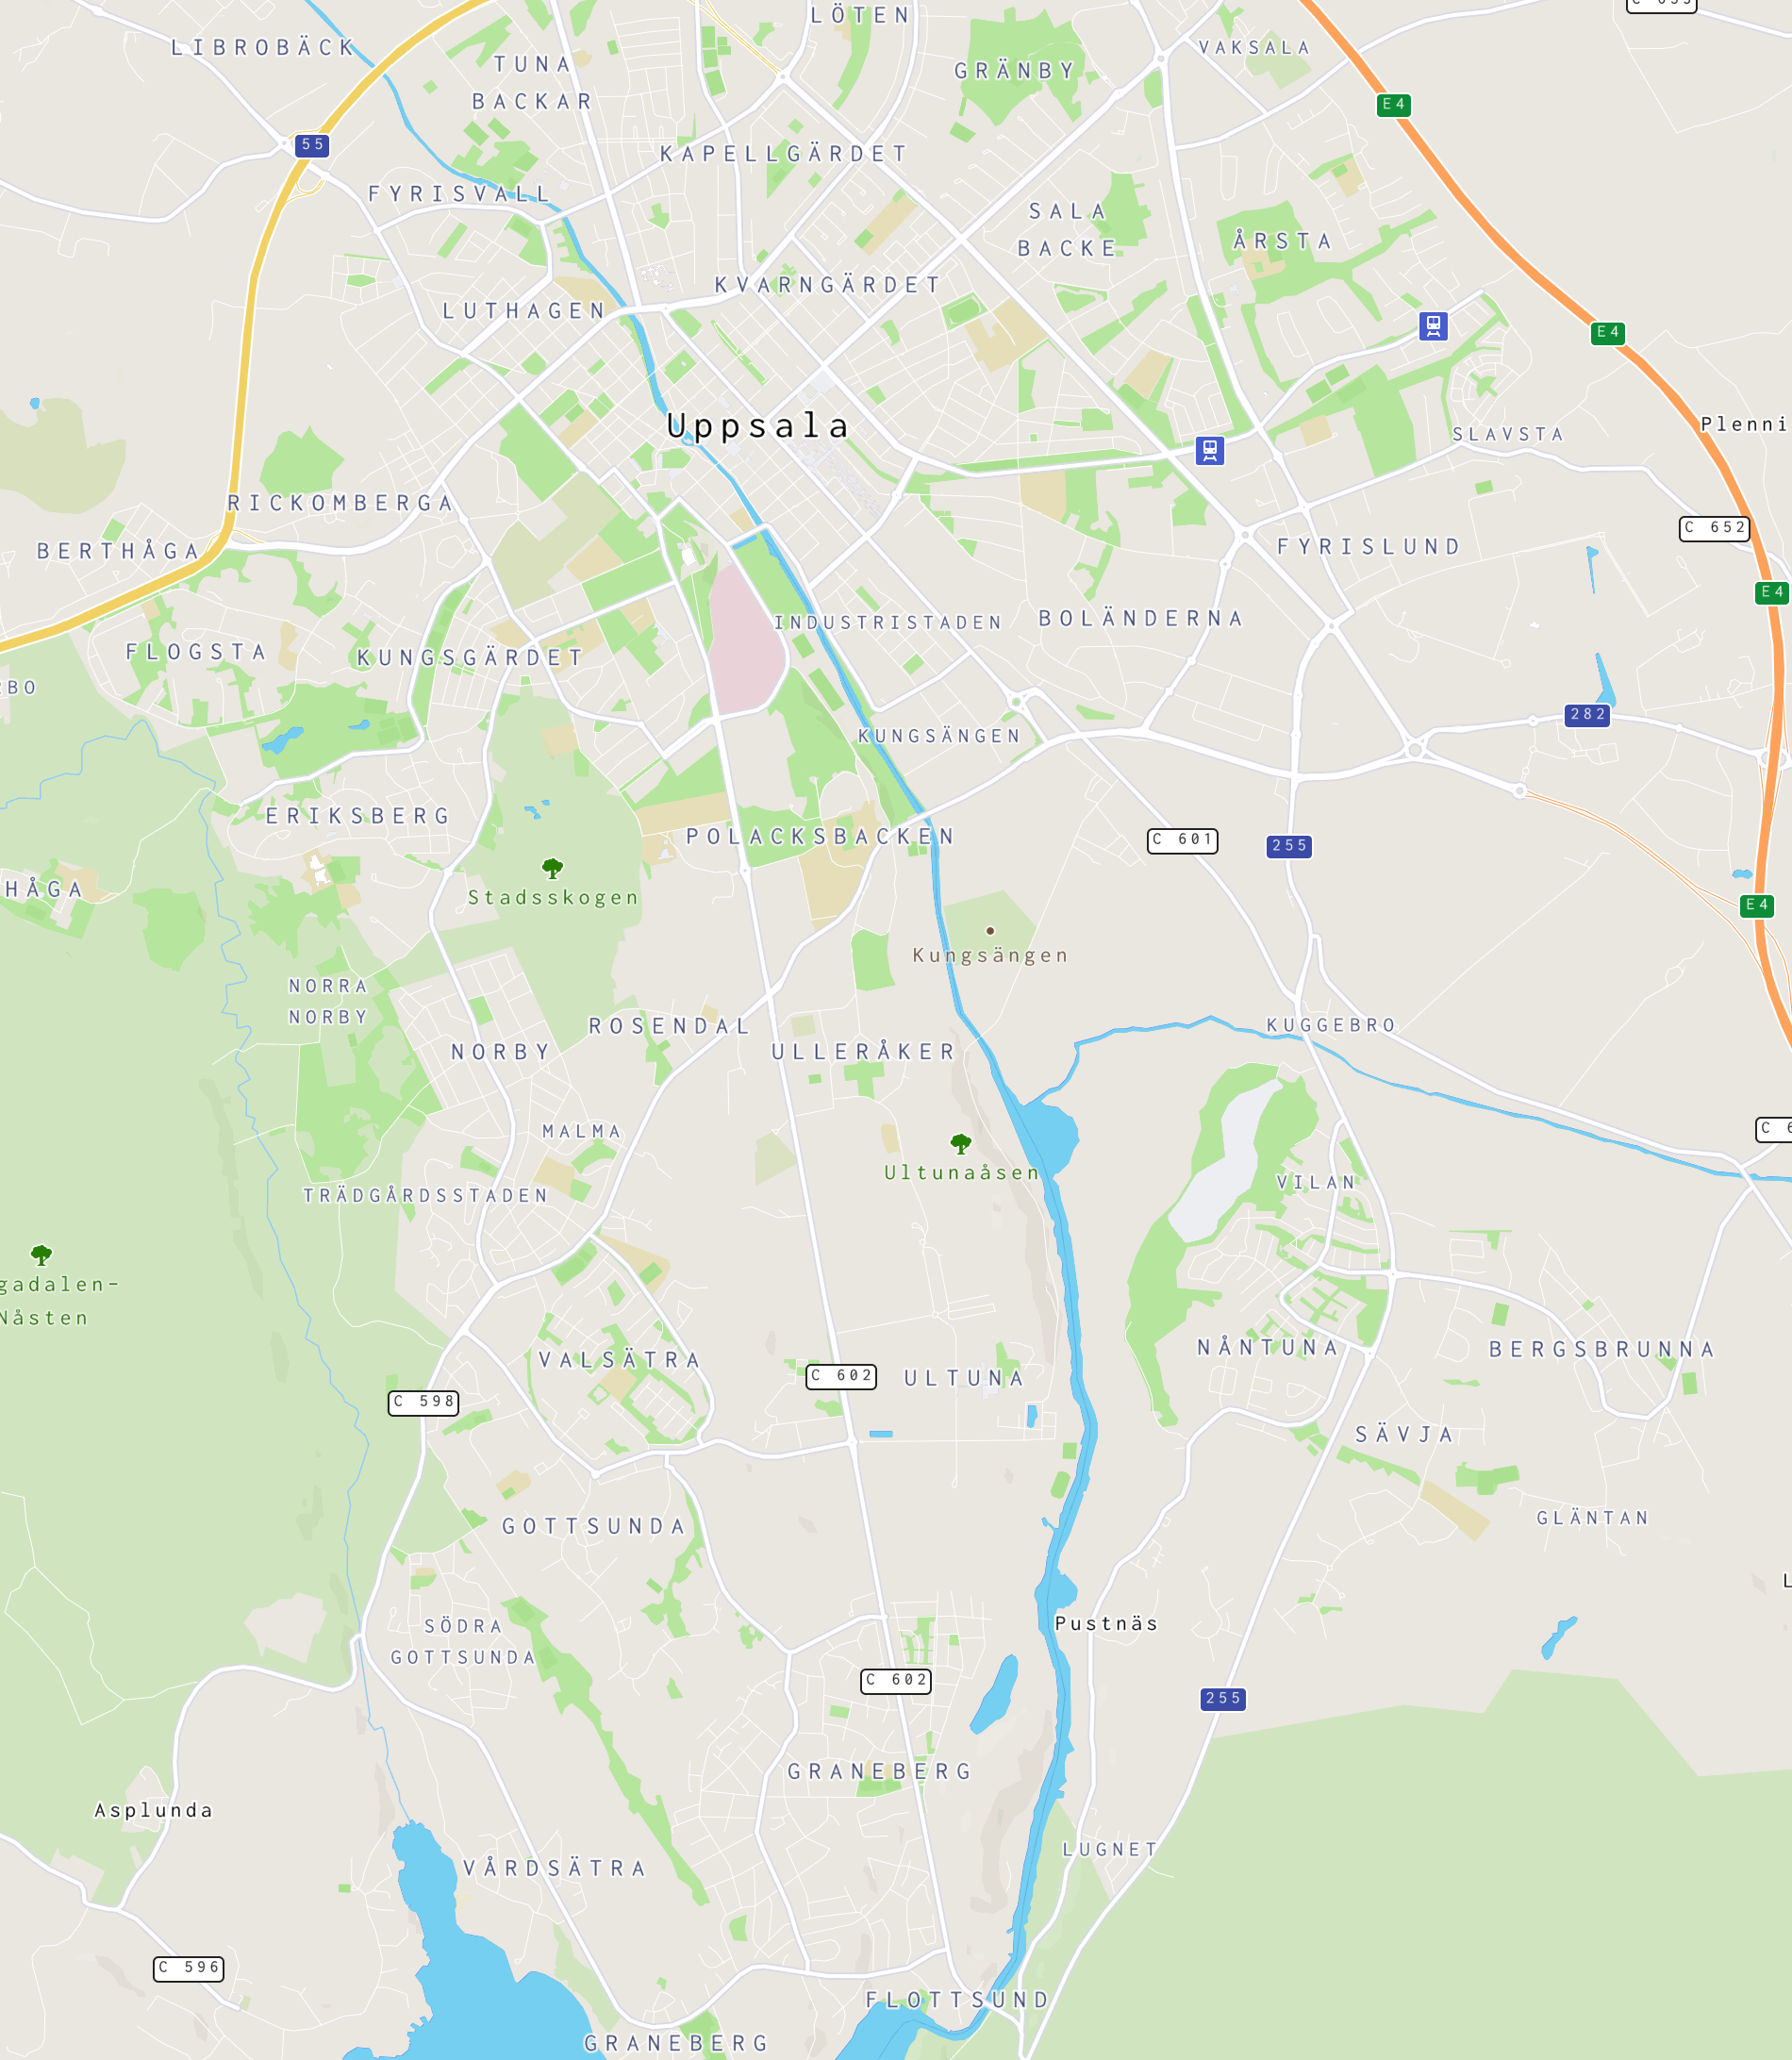 LÖTEN
LIBROBÄCK
VAKSALA
TUNA
BACKAR
GRÄNBY
E4
55
KAPELLGÄRDET
FYRISVALL
SALA
BACKE
ÅRSTA
KVARNGÄRDET
LUTHAGEN
E4
Uppsala
Plenni
SLAVSTA
RICKOMBERGA
C 652
BERTHÅGA
FYRISLUND
E4
INDUSTRISTADEN
BOLÄNDERNA
FLOGSTA
KUNGSGÄRDET
RBO
282
KUNGSÄNGEN
ERIKSBERG
POLACKSBACKEN
C 601
255
HÅGA
Stadsskogen
E4
Kungsängen
NORRA
NORBY
ROSENDAL
KUGGEBRO
NORBY
ULLERÅKER
MALMA
C 6
Ultunaåsen
VILAN
TRÄDGÅRDSSTADEN
gadalen-
Nåsten
NÅNTUNA
BERGSBRUNNA
VALSÄTRA
C 602
ULTUNA
C 598
SÄVJA
GLÄNTAN
GOTTSUNDA
L
SÖDRA
GOTTSUNDA
Pustnäs
C 602
255
GRANEBERG
Asplunda
LUGNET
VÅRDSÄTRA
C 596
FLOTTSUND
GRANEBERG